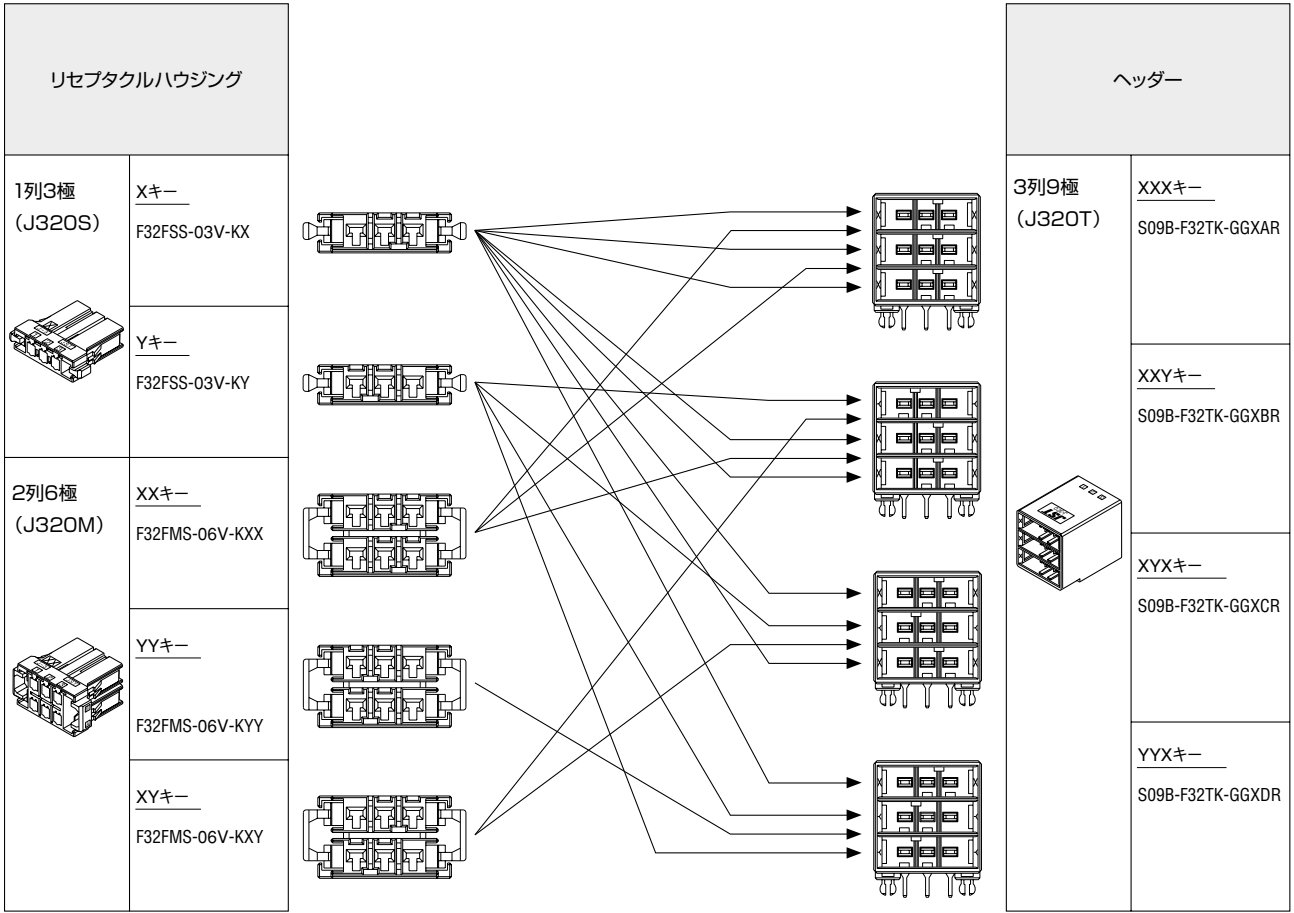 リセプタクルハウジング
ヘッダー
1列3極
(J320S)
Xキー
F32FSS-03V-KX
Yキー
F32FSS-03V-KY
2列6極
(J320M)
XXキー
F32FMS-06V-KXX
YYキー
F32FMS-06V-KYY
XYキー
F32FMS-06V-KXY
3列9極
(J320T)
XXXキー
S09B-F32TK-GGXAR
XXYキー
S09B-F32TK-GGXBR
XYXキー
S09B-F32TK-GGXCR
YYXキー
S09B-F32TK-GGXDR
JST